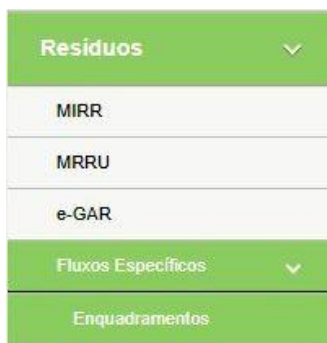 Resíduos
MIRR
MRRU
e-GAR
Fluxos Específicos
Enquadramentos